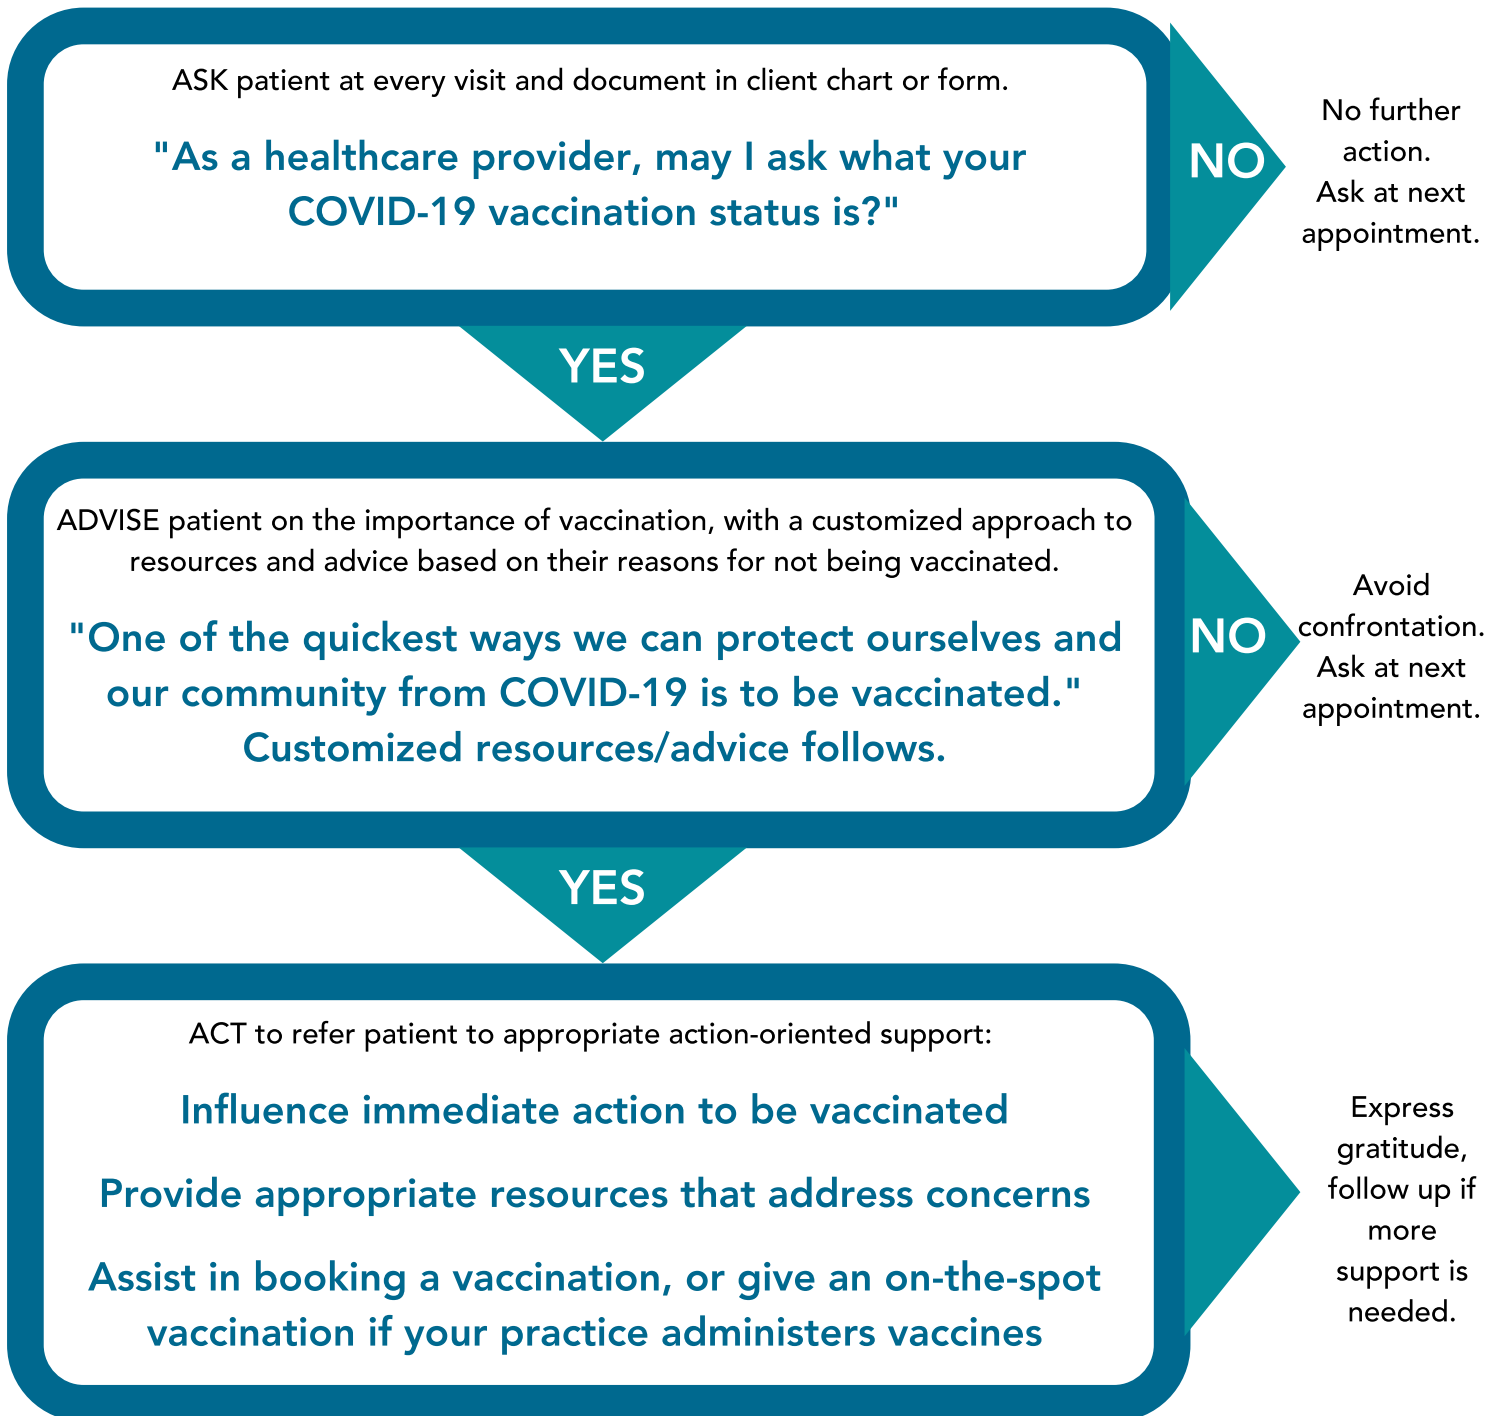 ASK patient at every visit and document in client chart or form.
"As a healthcare provider, may I ask what your
COVID-19 vaccination status is?"
NO
No further
action.
Ask at next
appointment.
YES
ADVISE patient on the importance of vaccination, with a customized approach to
resources and advice based on their reasons for not being vaccinated.
"One of the quickest ways we can protect ourselves and
our community from COVID-19 is to be vaccinated."
Customized resources/advice follows.
NO
Avoid
confrontation.
Ask at next
appointment.
YES
ACT to refer patient to appropriate action-oriented support:
Influence immediate action to be vaccinated
Provide appropriate resources that address concerns
Assist in booking a vaccination, or give an on-the-spot
vaccination if your practice administers vaccines
Express
gratitude,
follow up if
more
support is
needed.